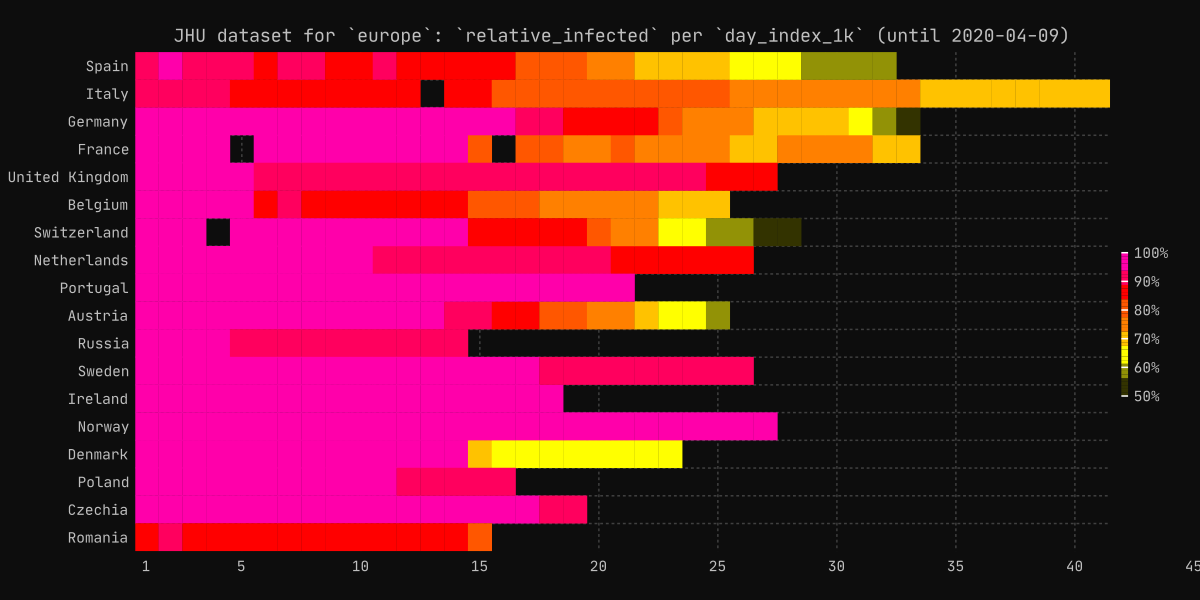 JHU dataset for `europe`: `relative_infected` per `day_index_1k` (until 2020-04-09)
Spain
Italy
Germany
France
United Kingdom
Belgium
Switzerland
Netherlands
Portugal
Austria
Russia
Sweden
Ireland
Norway
Denmark
Poland
Czechia
Romania
100%
90%
80%
70%
60%
50%
1 5 10 15 20 25 30 35 40 45